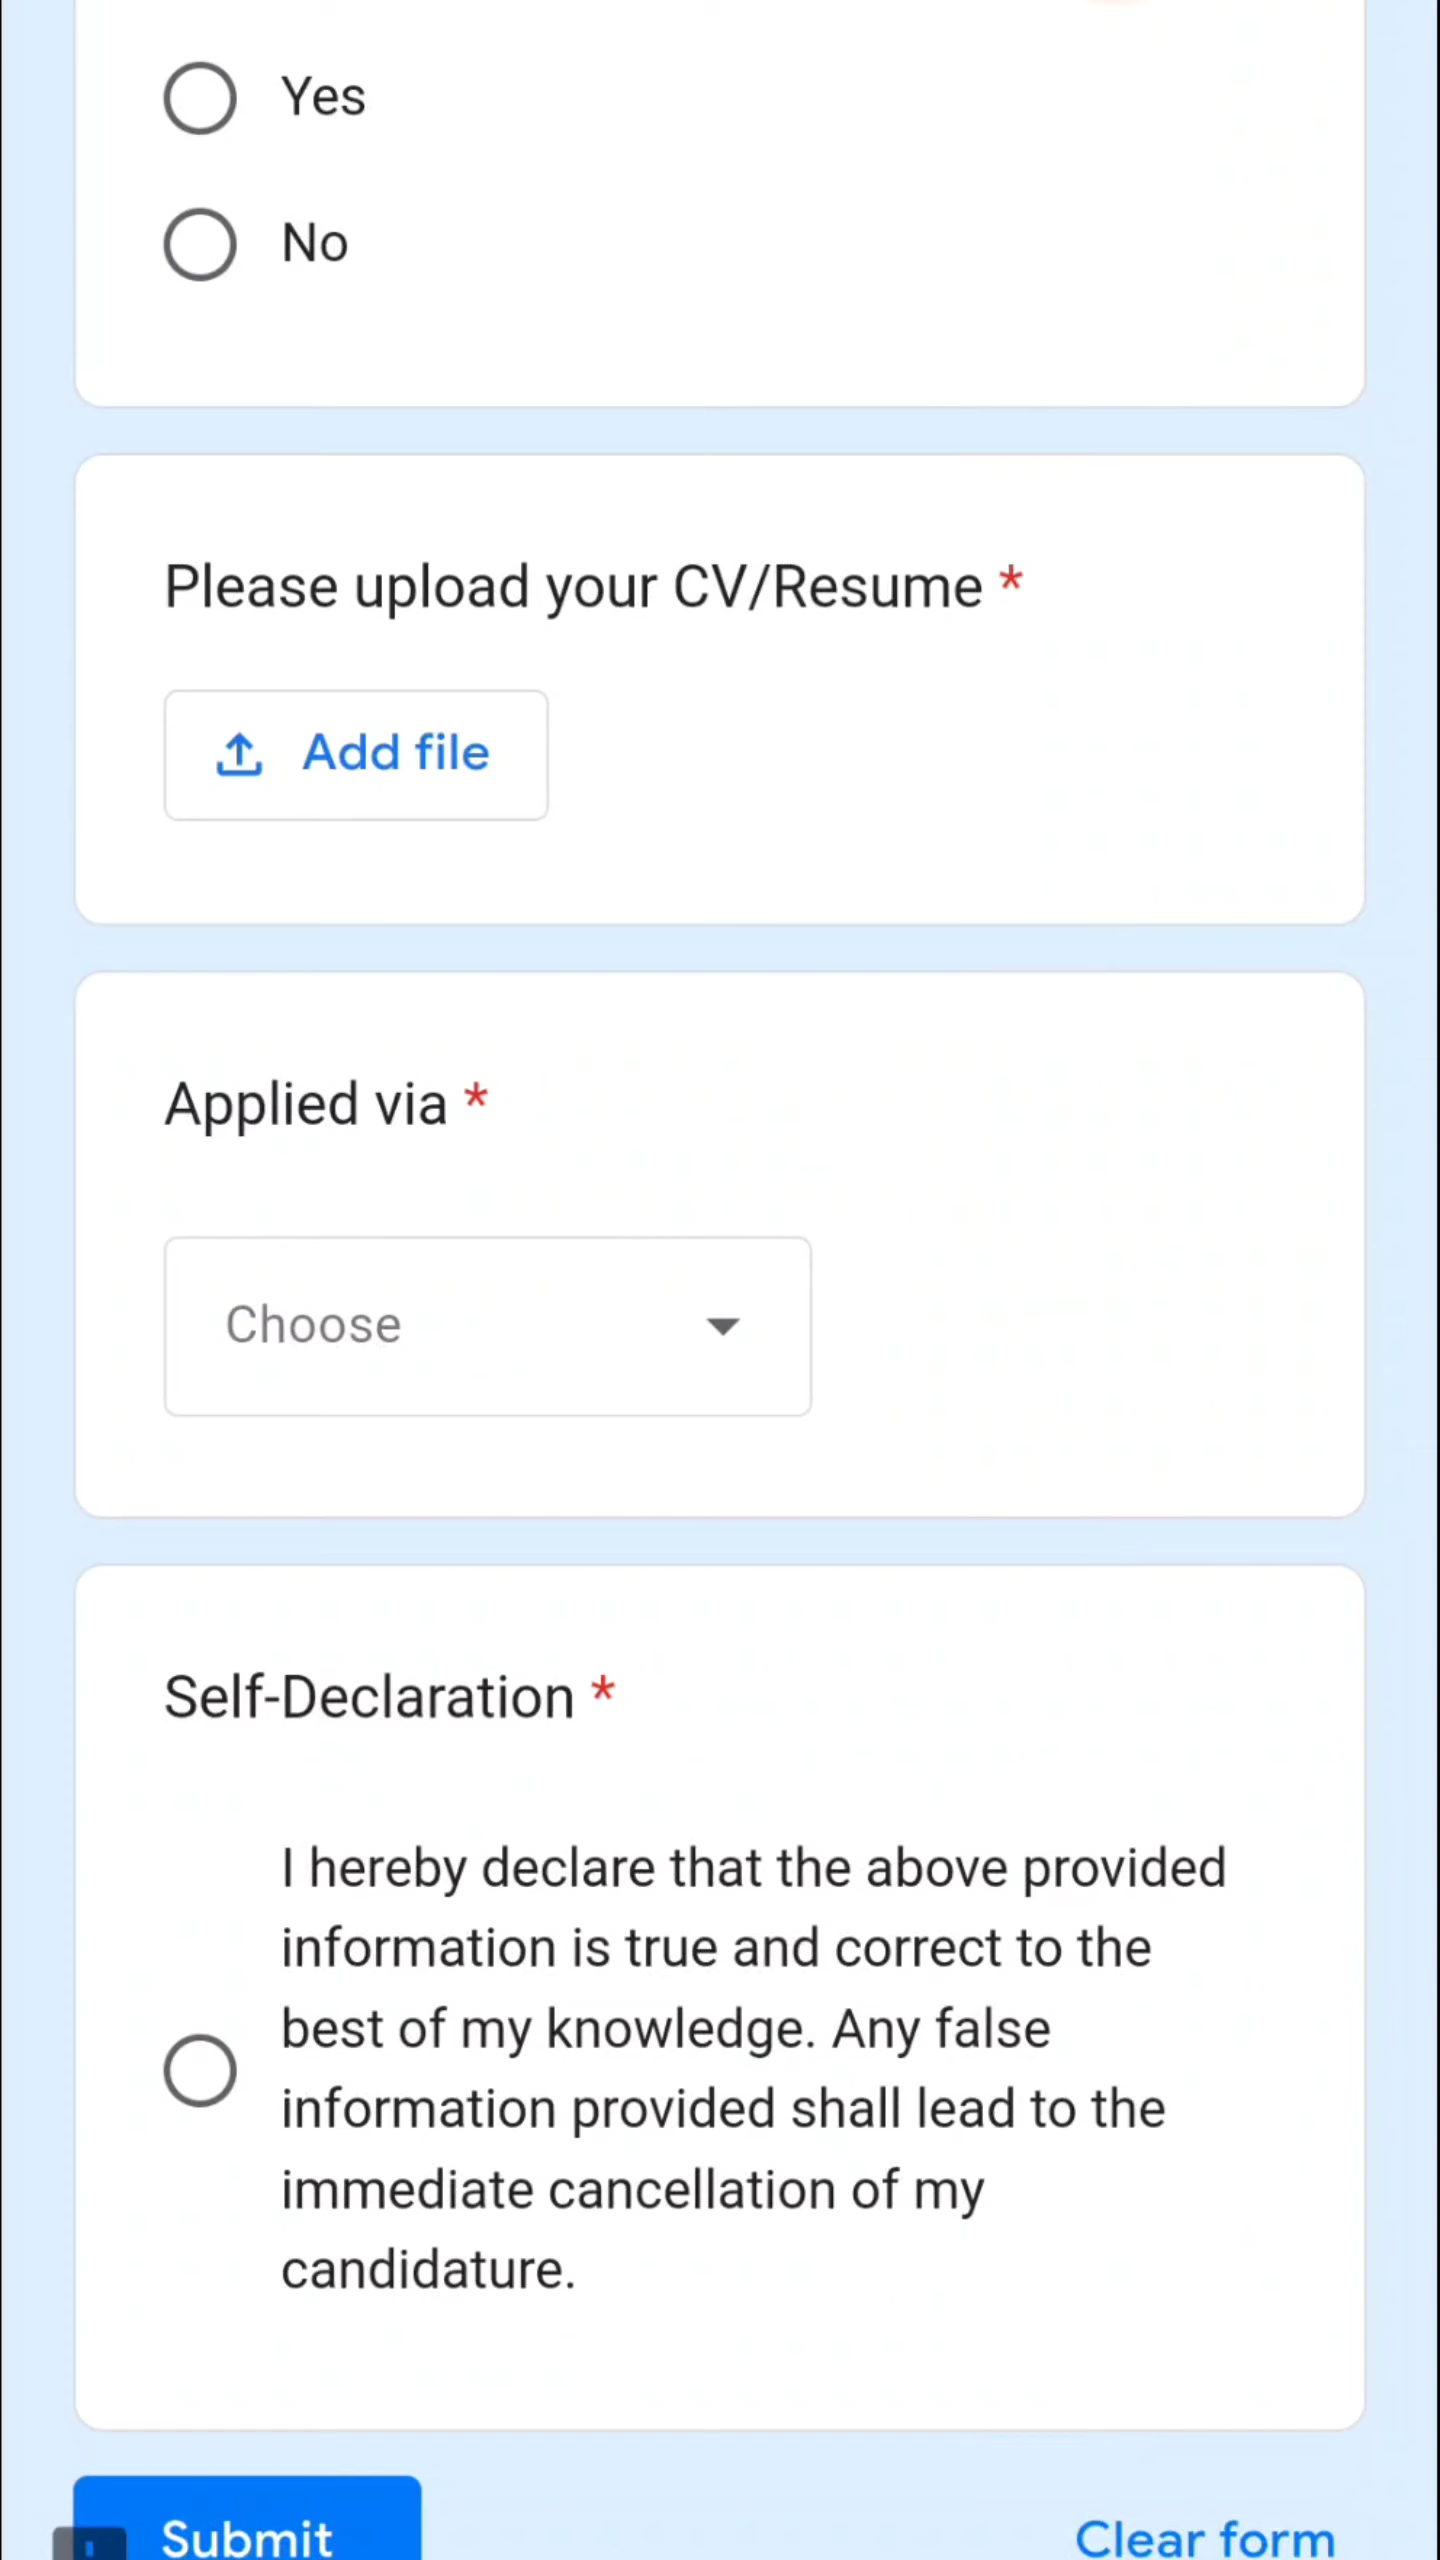 Yes
No
Please upload your CV/Resume *
Add file
Applied via *
Choose
Self-Declaration *
I hereby declare that the above provided
information is true and correct to the
best of my knowledge. Any false
information provided shall lead to the
immediate cancellation of my
candidature.
Submit
Clear form